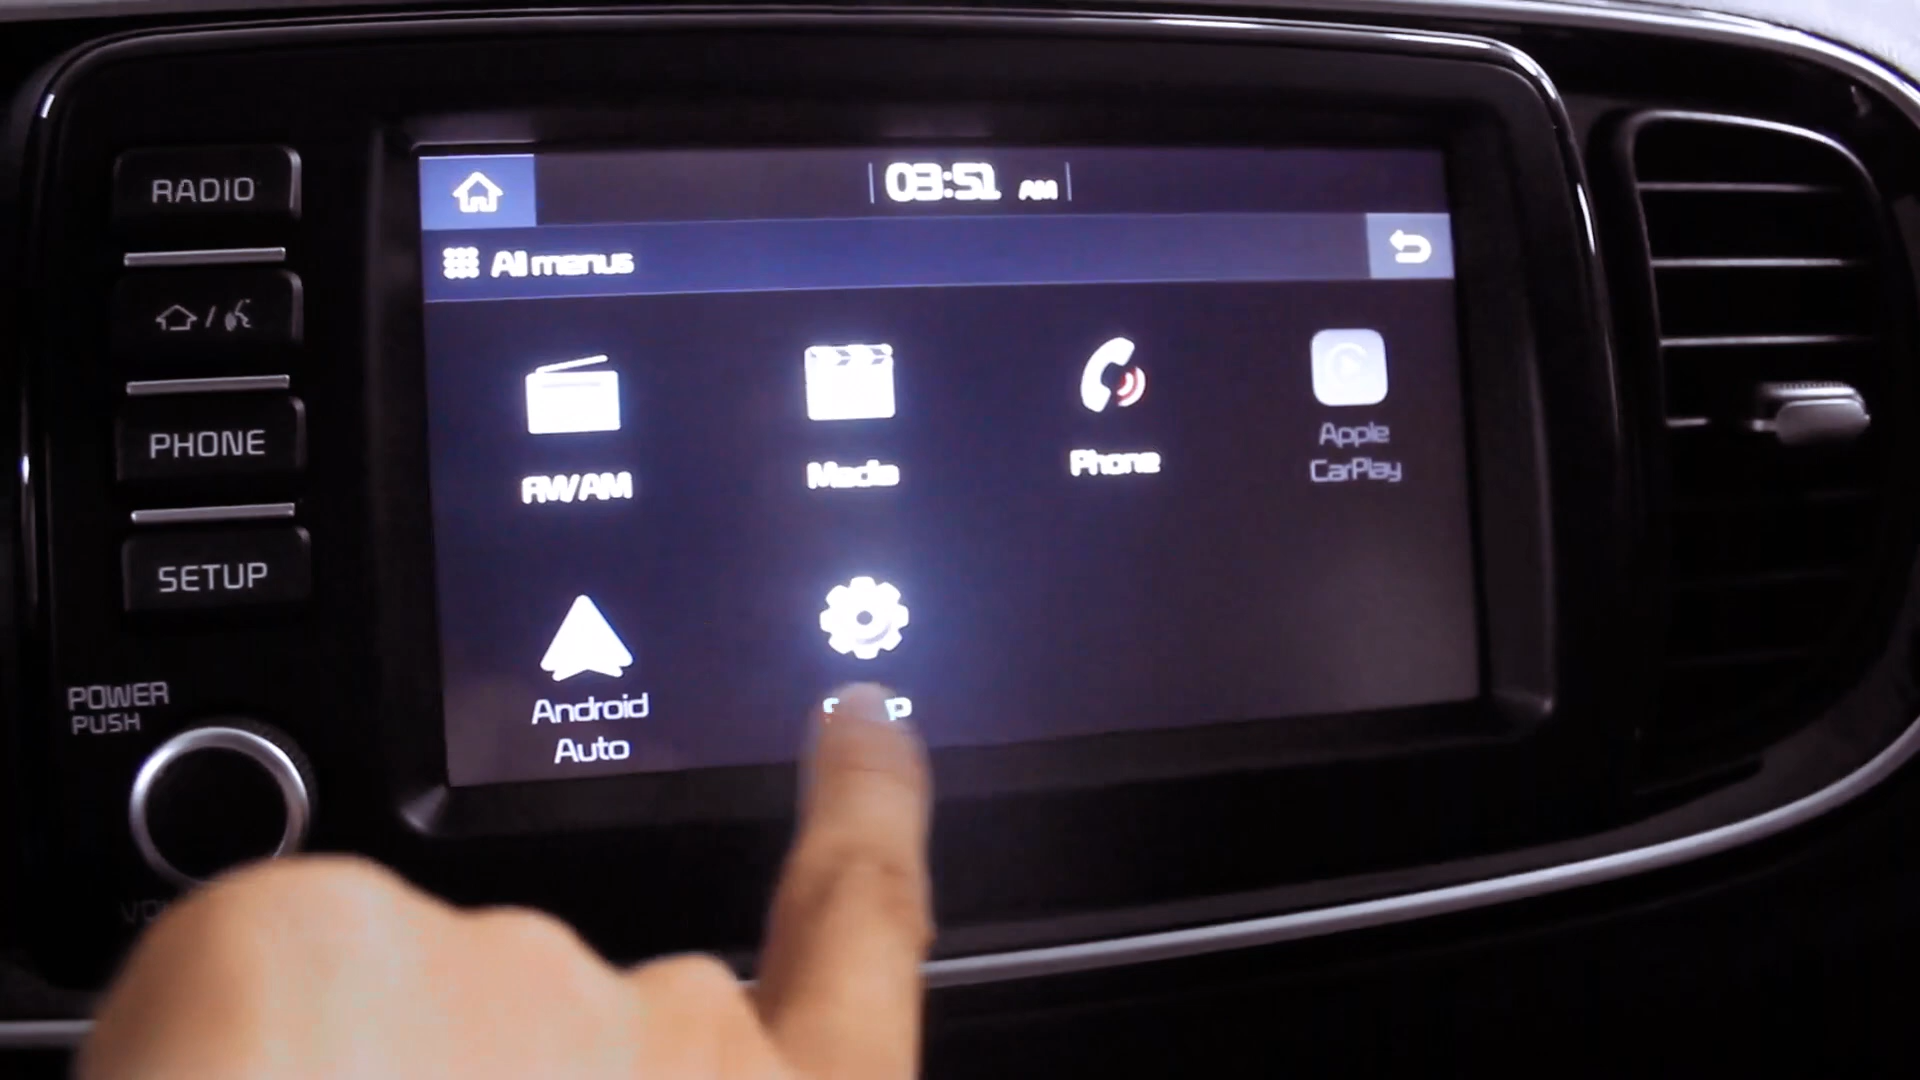 RADIO
/
PHONE
SETUP
POWER
PUSH
03:51 AM
All menus
FM/AM
Media
Phone
Apple
CarPlay
Android
Auto